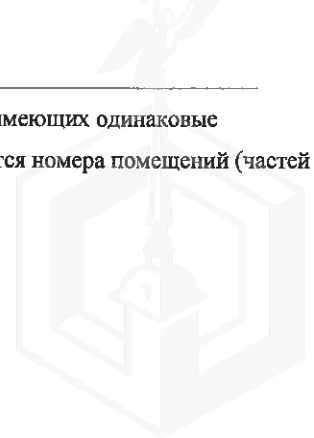 имеющих одинаковые
тся номера помещений (частей